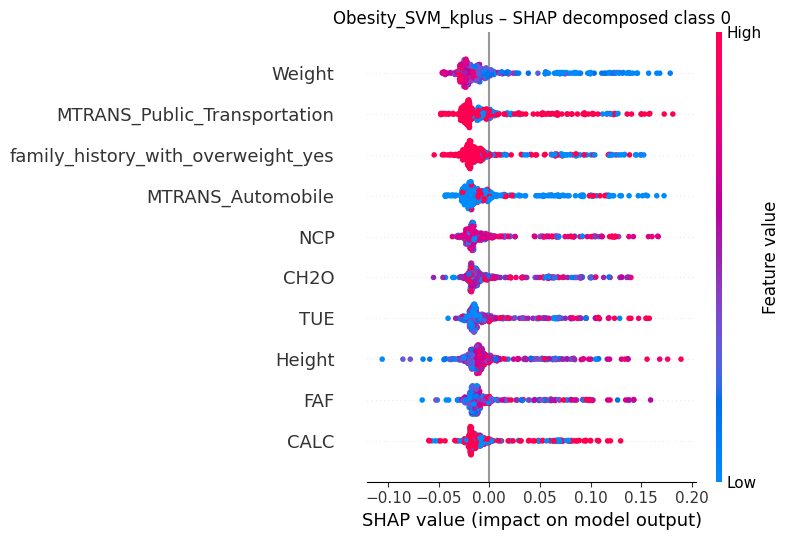 Obesity_SVM_kplus – SHAP decomposed class 0
High
Weight
MTRANS_Public_Transportation
family_history_with_overweight_yes
MTRANS_Automobile
NCP
CH2O
TUE
Height
FAF
CALC
Feature value
Low
−0.10 −0.05 0.00 0.05 0.10 0.15 0.20
SHAP value (impact on model output)